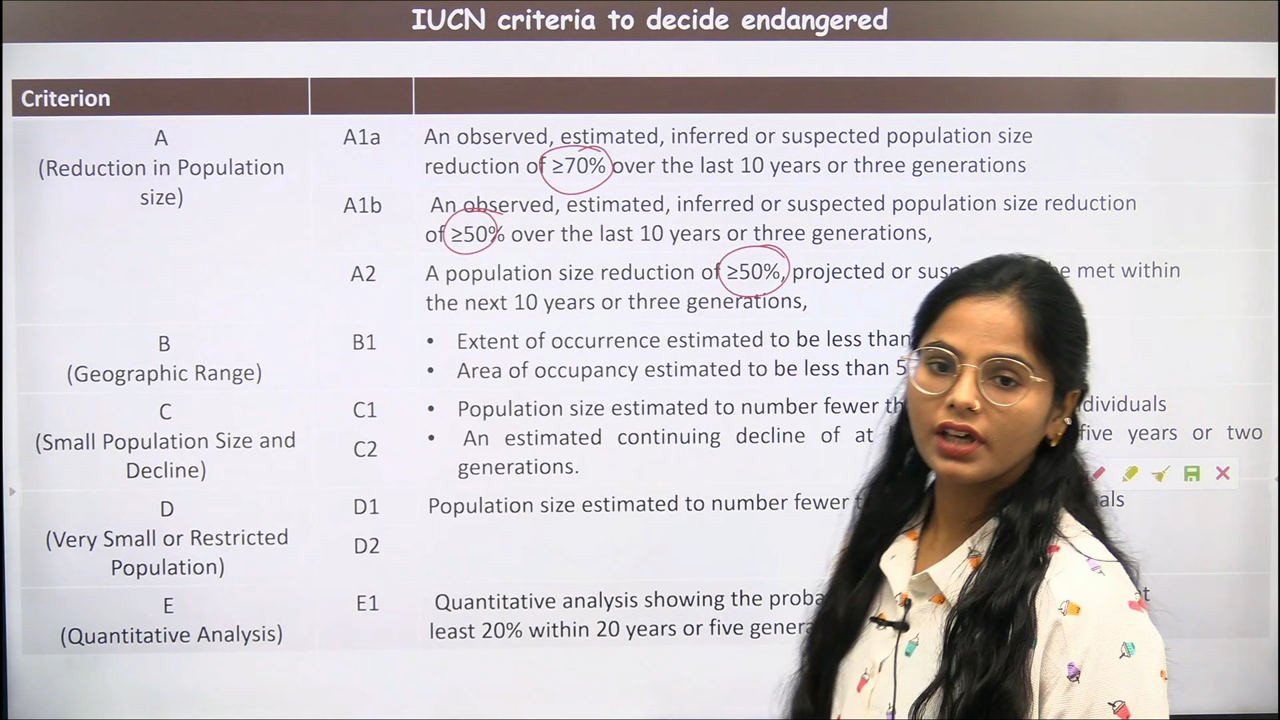 IUCN criteria to decide endangered
Criterion
A
(Reduction in Population
size)
A1a
An observed, estimated, inferred or suspected population size
reduction of ≥70% over the last 10 years or three generations
A1b
An observed, estimated, inferred or suspected population size reduction
of ≥50% over the last 10 years or three generations,
A2
A population size reduction of ≥50%, projected or be met within
the next 10 years or three generations,
B
(Geographic Range)
B1
• Extent of occurrence estimated to be less than
• Area of occupancy estimated to be less than 5
C
(Small Population Size and
Decline)
C1
C2
• Population size estimated to number fewer
• An estimated continuing decline of at five years or two
generations.
D
(Very Small or Restricted
Population)
D1
D2
Population size estimated to number fewer
E
(Quantitative Analysis)
E1
Quantitative analysis showing the
least 20% within 20 years or five